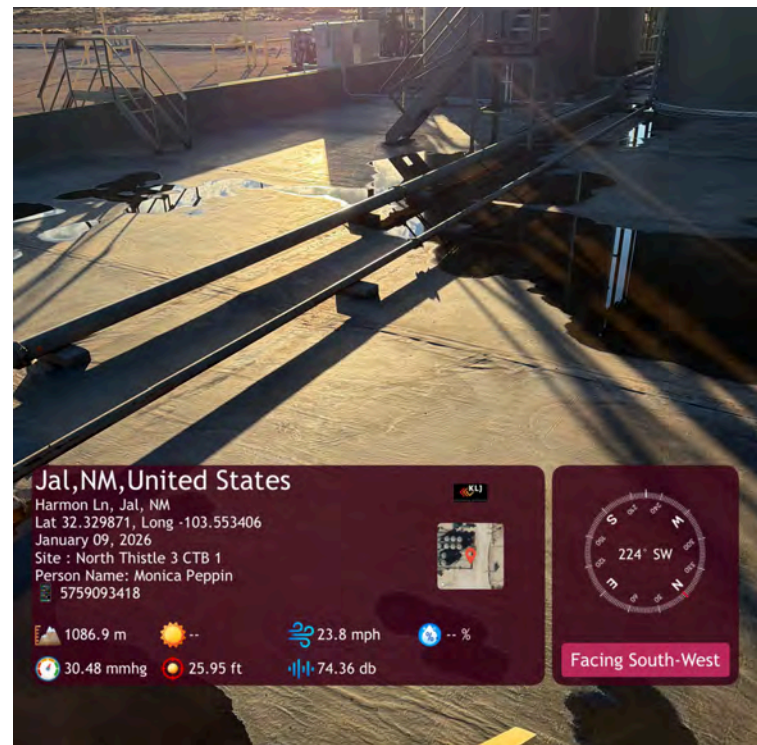 Jal,NM,United States
KLJ
Harmon Ln, Jal, NM
Lat 32.329871, Long -103.553406
January 09, 2026
Site : North Thistle 3 CTB 1
Person Name: Monica Peppin
5759093418
1086.9 m
--
23.8 mph
-- %
30.48 mmhg
25.95 ft
74.36 db
S
W
N
E
224° SW
Facing South-West